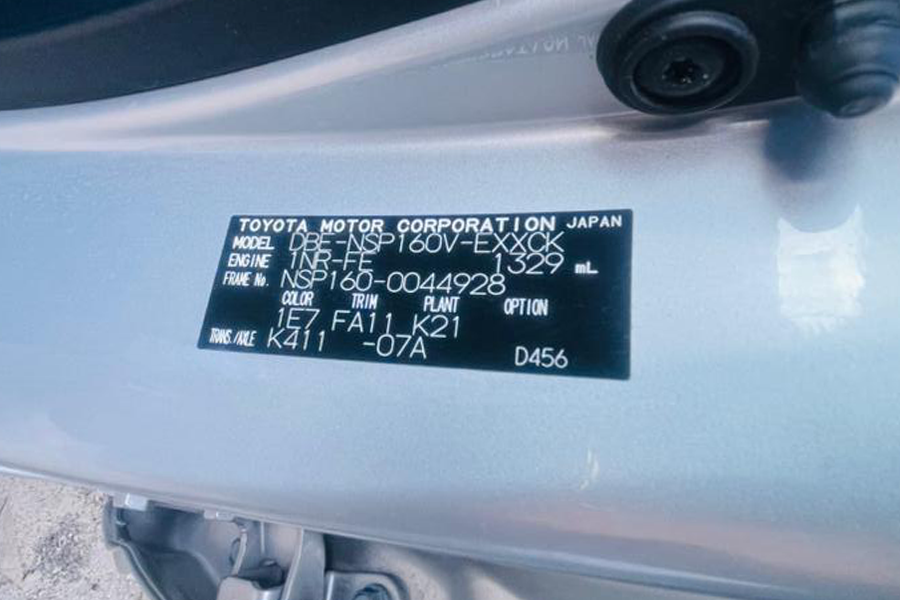 TOYOTA MOTOR CORPORATION JAPAN
MODEL DBE-NSP160V-EXXCK
ENGINE 1NR-FE 1329 mL
FRAME No. NSP160-0044928
COLOR TRIM PLANT OPTION
1E7 FA11 K21
TRANS./AXLE K411 -07A D456